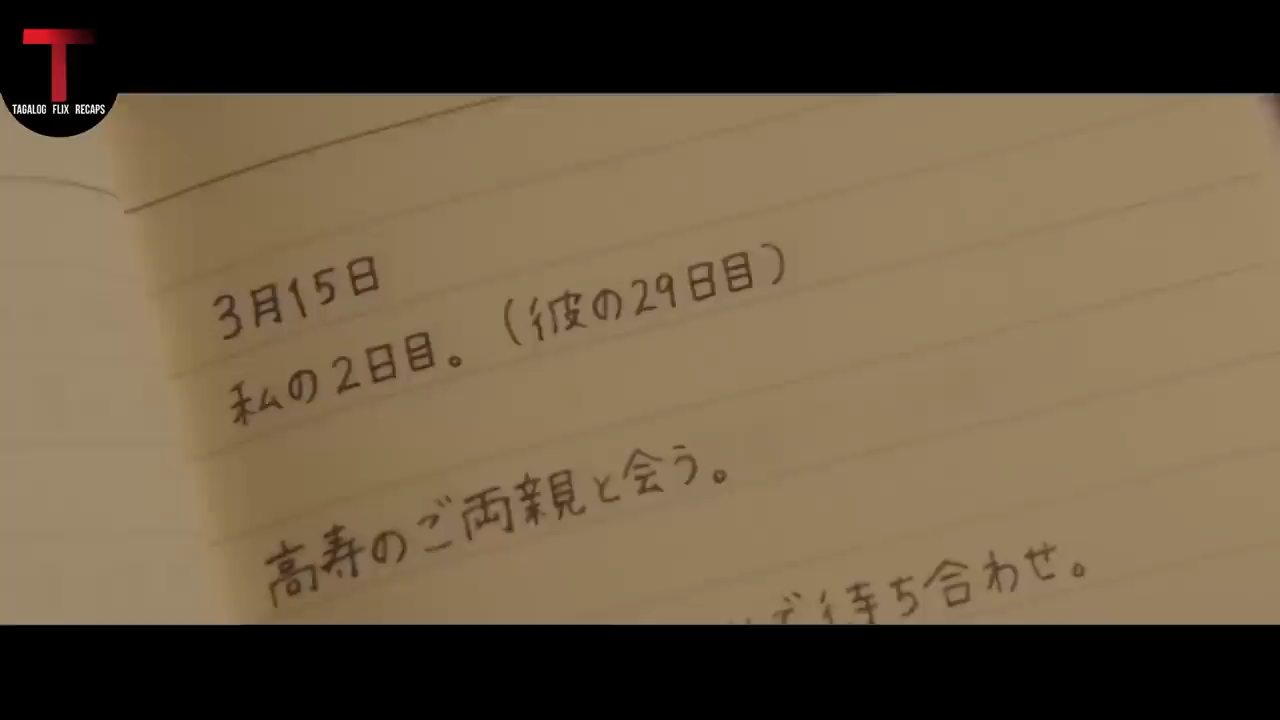 T
TAGALOG FLIX RECAPS
3月15日
私の2日目。(彼の29日目)
高寿のご両親と会う。
で待ち合わせ。